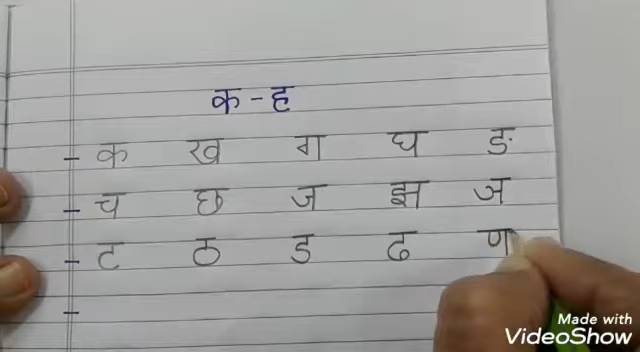 क - ह
क ख ग घ ङ
च छ ज झ ञ
ट ठ ड ढ ण
Made with
VideoShow